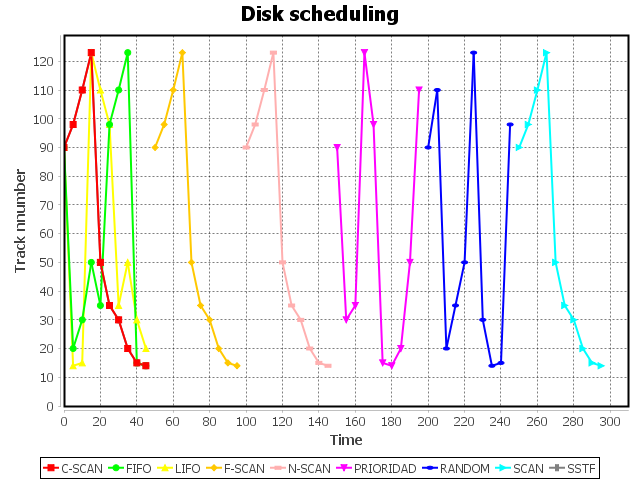 Disk scheduling
Track nnumber
120
110
100
90
80
70
60
50
40
30
20
10
0
0 20 40 60 80 100 120 140 160 180 200 220 240 260 280 300
Time
C-SCAN FIFO LIFO F-SCAN N-SCAN PRIORIDAD RANDOM SCAN SSTF